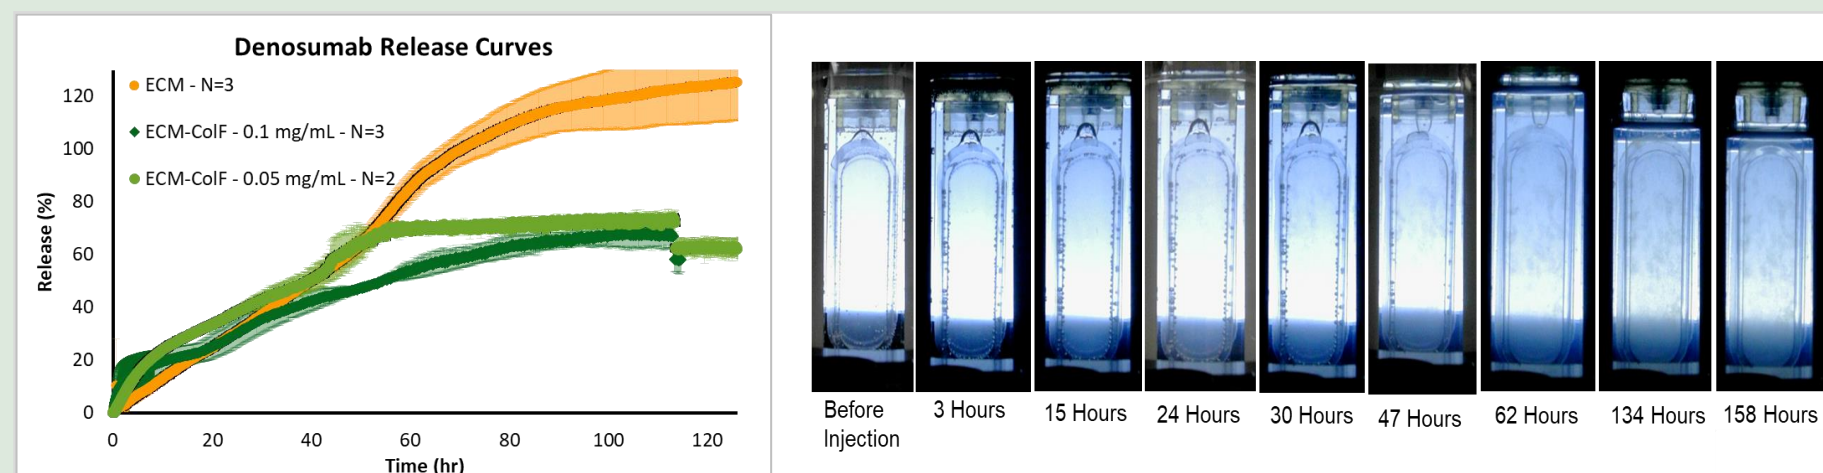 Denosumab Release Curves
ECM - N=3
ECM-ColF - 0.1 mg/mL - N=3
ECM-ColF - 0.05 mg/mL - N=2
Release (%)
120
100
80
60
40
20
0
0 20 40 60 80 100 120
Time (hr)
Before
Injection
3 Hours
15 Hours
24 Hours
30 Hours
47 Hours
62 Hours
134 Hours
158 Hours